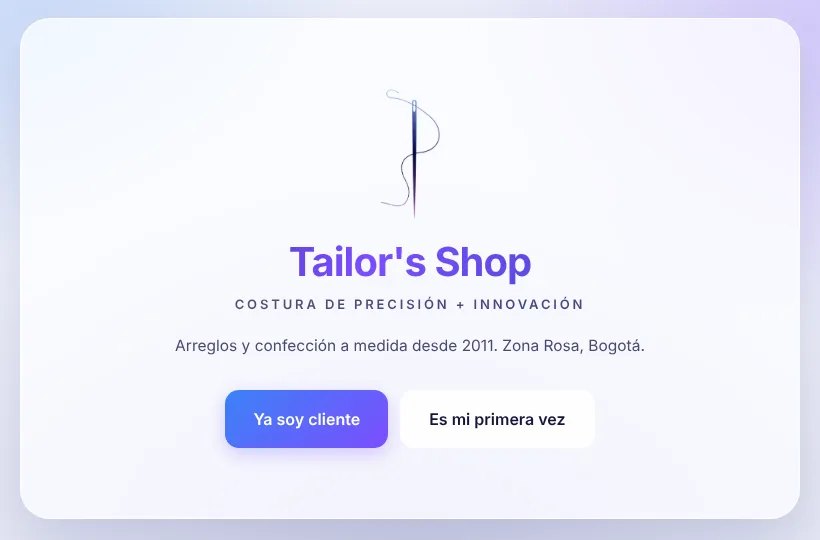 Tailor's Shop
COSTURA DE PRECISIÓN + INNOVACIÓN
Arreglos y confección a medida desde 2011. Zona Rosa, Bogotá.
Ya soy cliente
Es mi primera vez